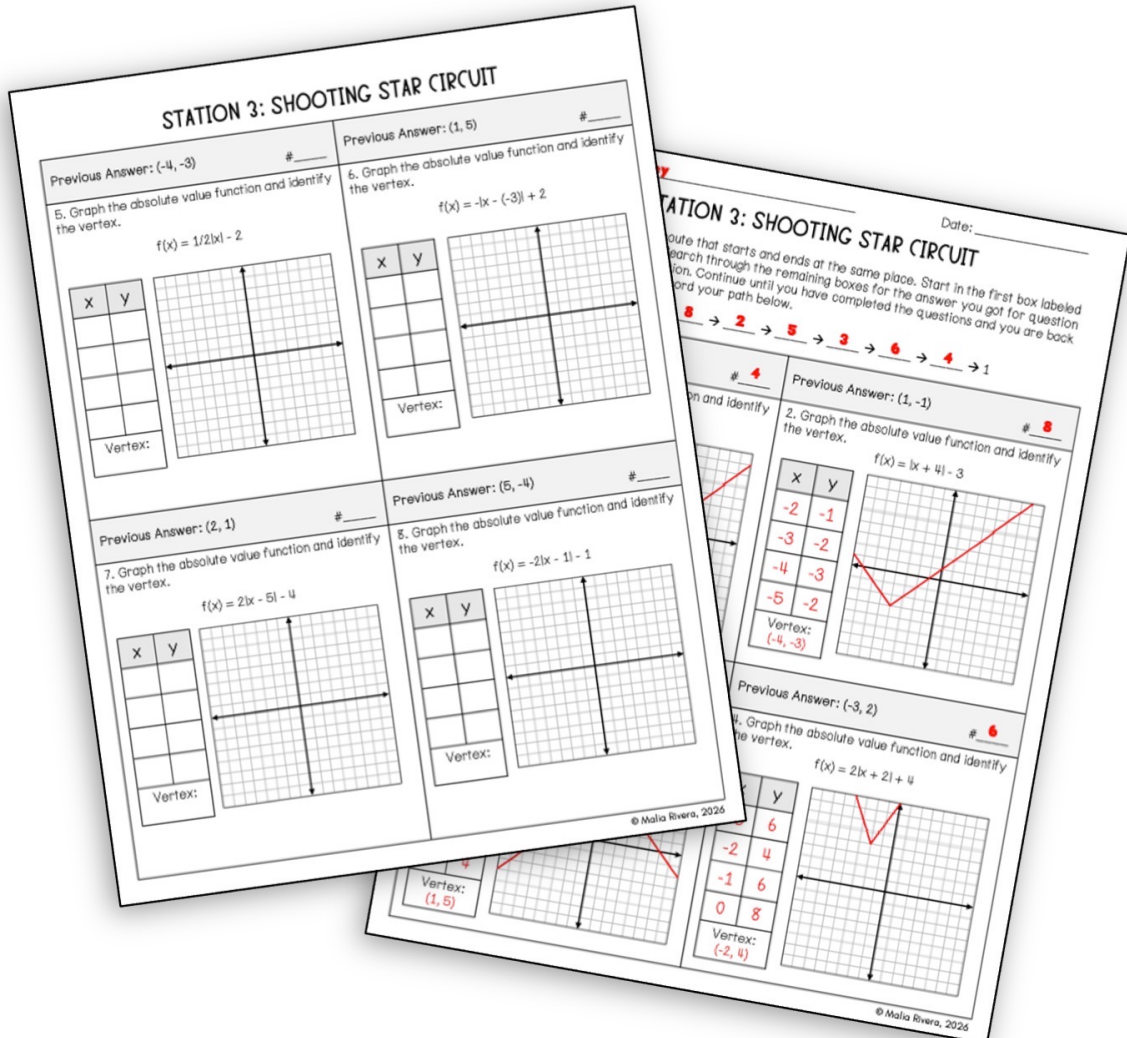 STATION 3: SHOOTING STAR CIRCUIT
Previous Answer: (-4, -3) #____
5. Graph the absolute value function and identify
the vertex.
f(x) = 1/2|x| - 2
x y
Vertex:
Previous Answer: (1, 5) #____
6. Graph the absolute value function and identify
the vertex.
f(x) = -|x - (-3)| + 2
x y
Vertex:
Previous Answer: (2, 1) #____
7. Graph the absolute value function and identify
the vertex.
f(x) = 2|x - 5| - 4
x y
Vertex:
Previous Answer: (5, -4) #____
8. Graph the absolute value function and identify
the vertex.
f(x) = -2|x - 1| - 1
x y
Vertex:
© Malia Rivera, 2026
Date:
STATION 3: SHOOTING STAR CIRCUIT
that starts and ends at the same place. Start in the first box labeled
through the remaining boxes for the answer you got for question
Continue until you have completed the questions and you are back
your path below.
8 → 2 → 5 → 3 → 6 → 4 → 1
# 4
and identify
Previous Answer: (1, -1) # 8
2. Graph the absolute value function and identify
the vertex.
f(x) = |x + 4| - 3
x y
-2 -1
-3 -2
-4 -3
-5 -2
Vertex:
(-4, -3)
4
Vertex:
(1, 5)
Previous Answer: (-3, 2) # 6
4. Graph the absolute value function and identify
the vertex.
f(x) = 2|x + 2| + 4
y
6
-2 4
-1 6
0 8
Vertex:
(-2, 4)
© Malia Rivera, 2026